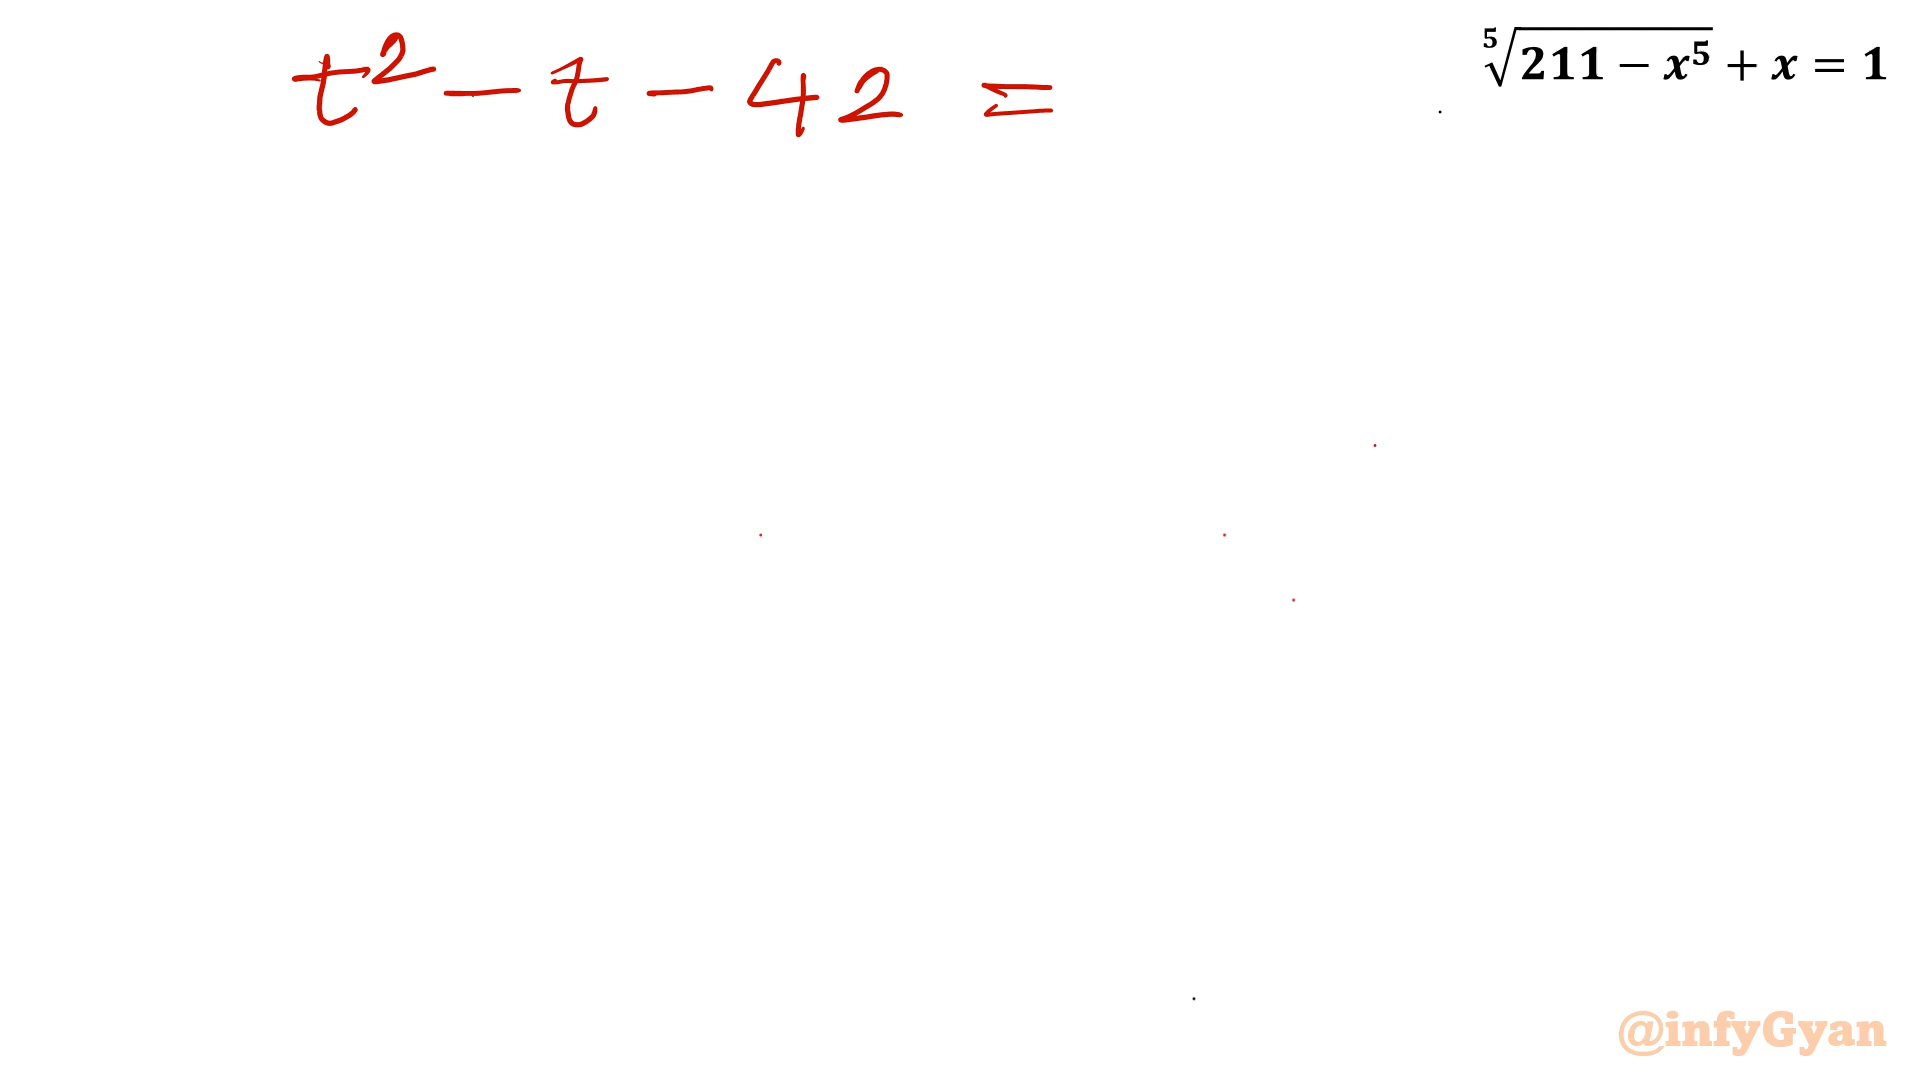 t² - t - 42 =
⁵√(211 − x⁵) + x = 1
@infyGyan